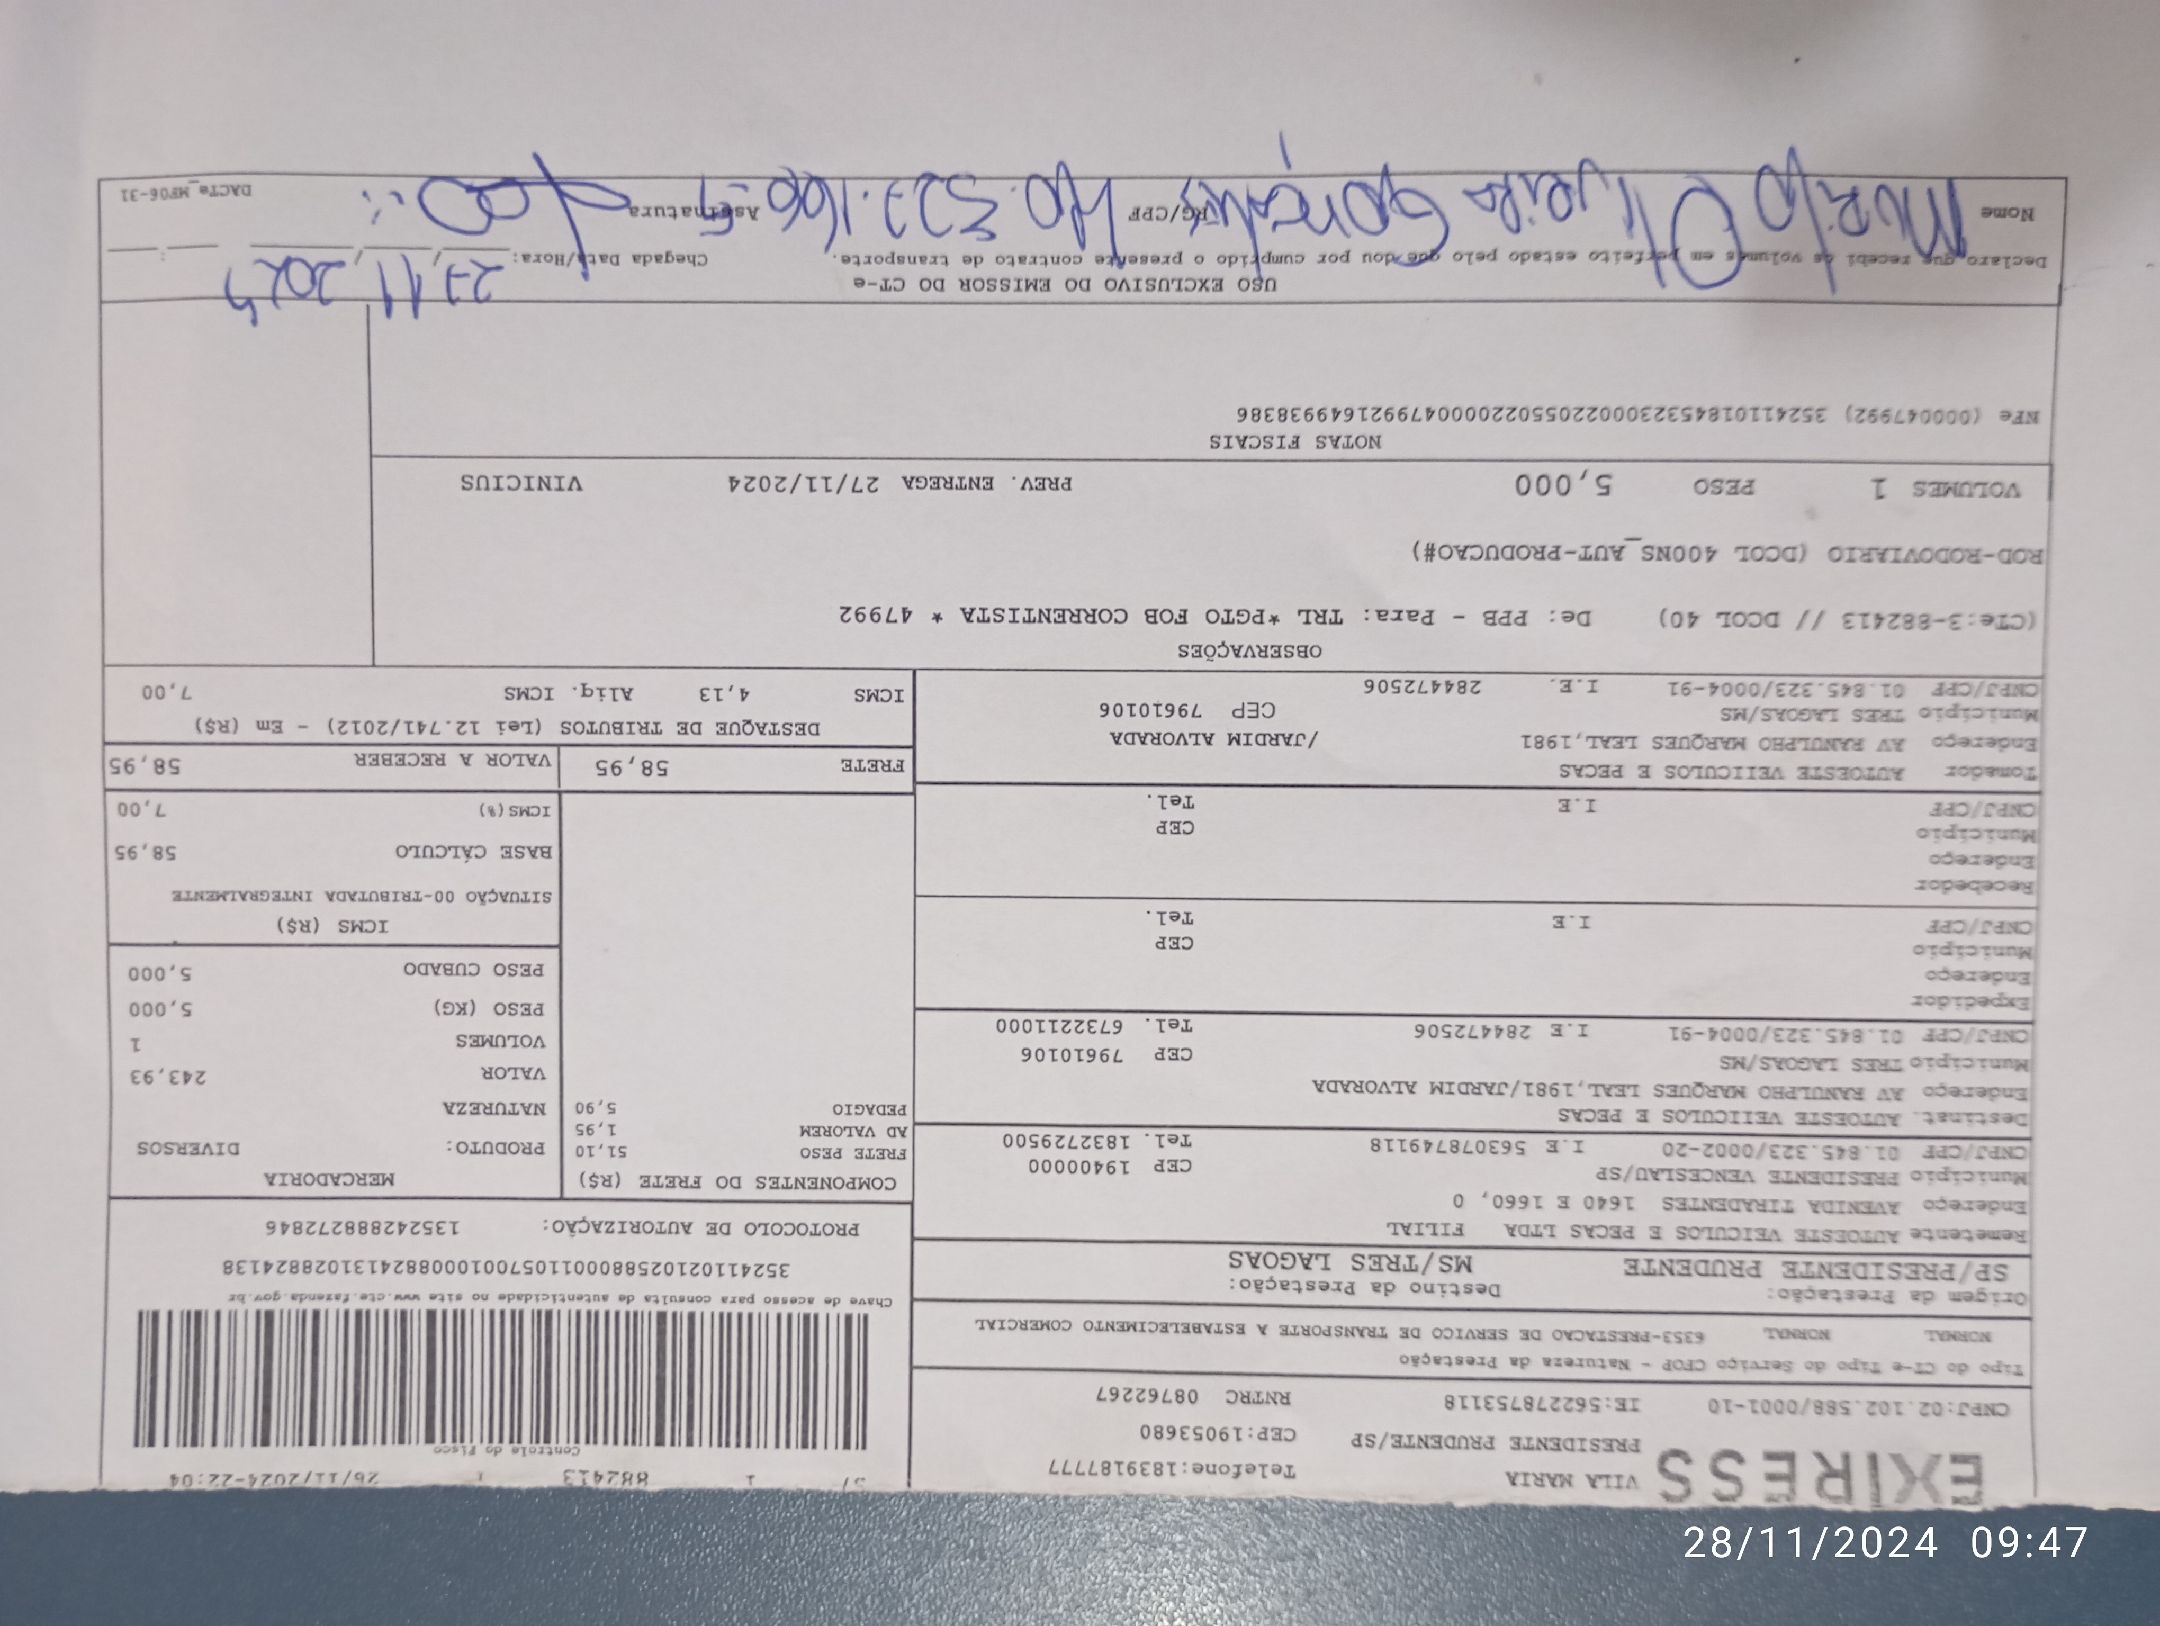 EXIRESS
VILA MARIA Telefone:1839187777
PRESIDENTE PRUDENTE/SP CEP:19053680
CNPJ:02.102.588/0001-10 IE:562278753118 RNTRC 08762267
Tipo do CT-e Tipo do Serviço CFOP - Natureza da Prestação
NORMAL NORMAL 6353-PRESTACAO DE SERVICO DE TRANSPORTE A ESTABELECIMENTO COMERCIAL
Origem da Prestação: Destino da Prestação:
SP/PRESIDENTE PRUDENTE MS/TRES LAGOAS
Remetente AUTOESTE VEICULOS E PECAS LTDA FILIAL
Endereço AVENIDA TIRADENTES 1640 E 1660, 0
Município PRESIDENTE VENCESLAU/SP CEP 19400000
CNPJ/CPF 01.845.323/0002-20 I.E 563078749118 Tel. 1832729500
Destinat. AUTOESTE VEIICULOS E PECAS
Endereço AV RANULPHO MARQUES LEAL,1981/JARDIM ALVORADA
Município TRES LAGOAS/MS CEP 79610106
CNPJ/CPF 01.845.323/0004-91 I.E 284472506 Tel. 6732211000
Expedidor
Endereço
Município CEP
CNPJ/CPF I.E Tel.
Recebedor
Endereço
Município CEP
CNPJ/CPF I.E Tel.
Tomador AUTOESTE VEIICULOS E PECAS
Endereço AV RANULPHO MARQUES LEAL,1981 /JARDIM ALVORADA
Município TRES LAGOAS/MS CEP 79610106
CNPJ/CPF 01.845.323/0004-91 I.E. 284472506
57 1 882413 1 26/11/2024-22:04
Controle do Fisco
Chave de acesso para consulta de autenticidade no site www.cte.fazenda.gov.br
35241102102588000110570010008824131028824138
PROTOCOLO DE AUTORIZAÇÃO: 135242888272846
COMPONENTES DO FRETE (R$)
FRETE PESO 51,10
AD VALOREM 1,95
PEDAGIO 5,90
MERCADORIA
PRODUTO: DIVERSOS
NATUREZA
VALOR 243,93
VOLUMES 1
PESO (KG) 5,000
PESO CUBADO 5,000
ICMS (R$)
SITUAÇÃO 00-TRIBUTADA INTEGRALMENTE
BASE CÁLCULO 58,95
ICMS(%) 7,00
FRETE 58,95 VALOR A RECEBER 58,95
DESTAQUE DE TRIBUTOS (Lei 12.741/2012) - Em (R$)
ICMS 4,13 Aliq. ICMS 7,00
OBSERVAÇÕES
(CTe:3-882413 // DCOL 40) De: PPB - Para: TRL *PGTO FOB CORRENTISTA * 47992
ROD-RODOVIARIO (DCOL 400NS_AUT-PRODUCAO#)
VOLUMES 1 PESO 5,000 PREV. ENTREGA 27/11/2024 VINICIUS
NOTAS FISCAIS
NFe (000047992) 35241101845323000220550220000479921649938386
USO EXCLUSIVO DO EMISSOR DO CT-e
Declaro que recebi os volumes em perfeito estado pelo que dou por cumprido o presente contrato de transporte. Chegada Data/Hora: 27/11/2024
Nome Murilo Oliveira Gonçalves RG/CPF Assinatura
DACTe_MF06-31
28/11/2024 09:47